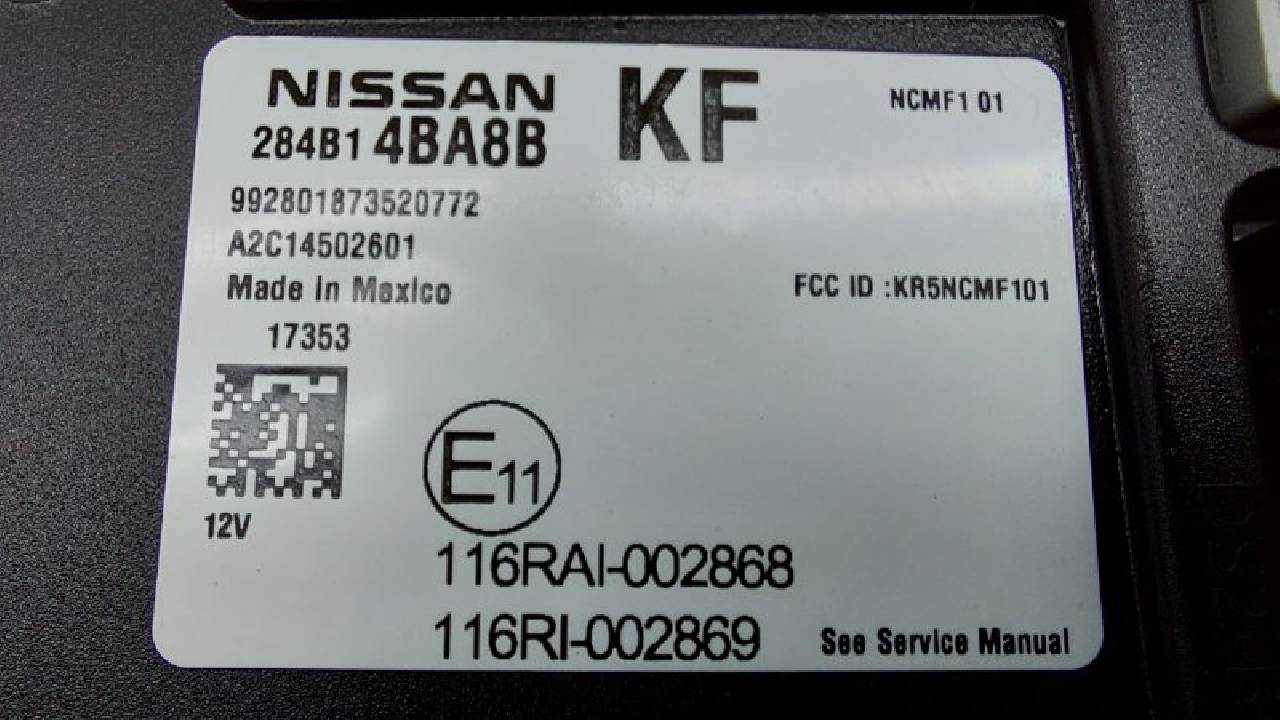 NISSAN KF NCMF1 01
284B1 4BA8B
992801873520772
A2C14502601
Made in Mexico FCC ID :KR5NCMF101
17353
E11
12V
116RAI-002868
116RI-002869 See Service Manual